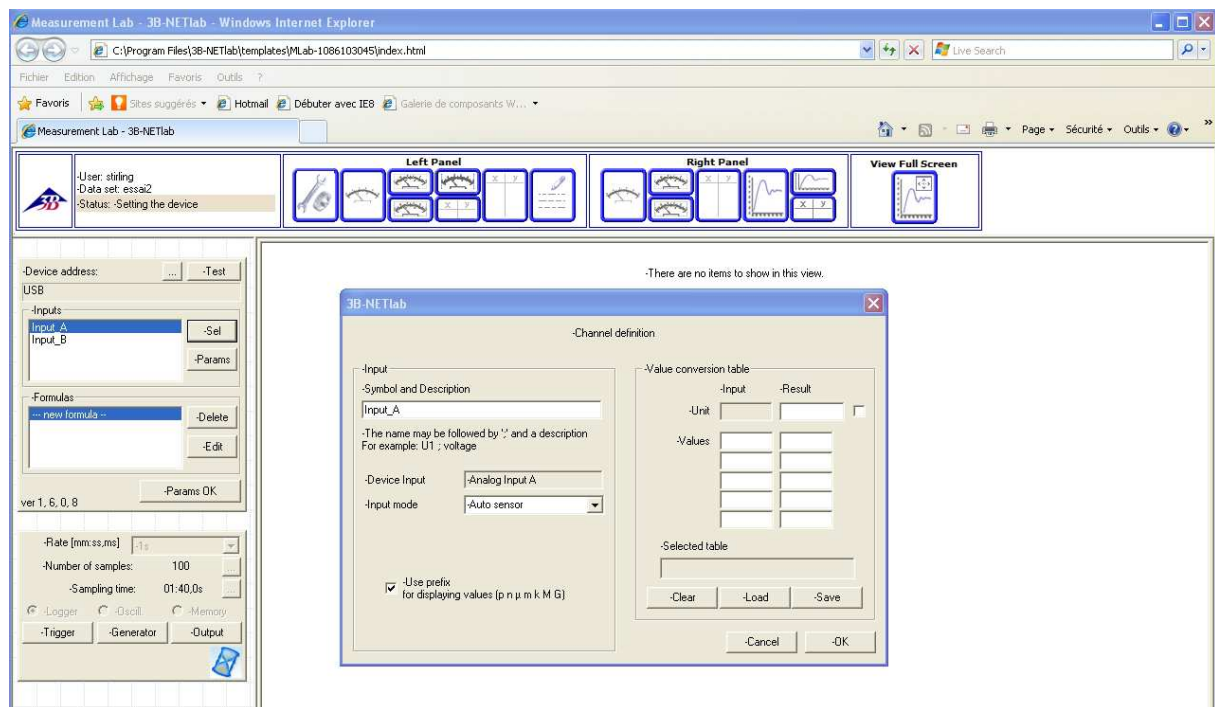 Measurement Lab - 3B-NETlab - Windows Internet Explorer
C:\Program Files\3B-NETlab\templates\MLab-1086103045\index.html
Live Search
Fichier Edition Affichage Favoris Outils ?
Favoris Sites suggérés Hotmail Débuter avec IE8 Galerie de composants W...
Measurement Lab - 3B-NETlab
Page Sécurité Outils »
3B
-User: stirling
-Data set: essai2
-Status: -Setting the device
Left Panel
x y
x y
Right Panel
x y
x y
View Full Screen
-Device address: ... -Test
USB
-Inputs
Input_A
Input_B
-Sel
-Params
-Formulas
--- new formula --
-Delete
-Edit
ver 1, 6, 0, 8
-Params OK
-Rate [mm:ss,ms] -1s
-Number of samples: 100 ...
-Sampling time: 01:40,0s ...
-Logger -Oscill. -Memory
-Trigger -Generator -Output
-There are no items to show in this view.
3B-NETlab
-Channel definition
-Input
-Symbol and Description
Input_A
-The name may be followed by ';' and a description
For example: U1 ; voltage
-Device Input -Analog Input A
-Input mode -Auto sensor
-Use prefix
for displaying values (p n µ m k M G)
-Value conversion table
-Input -Result
-Unit
-Values
-Selected table
-Clear -Load -Save
-Cancel -OK